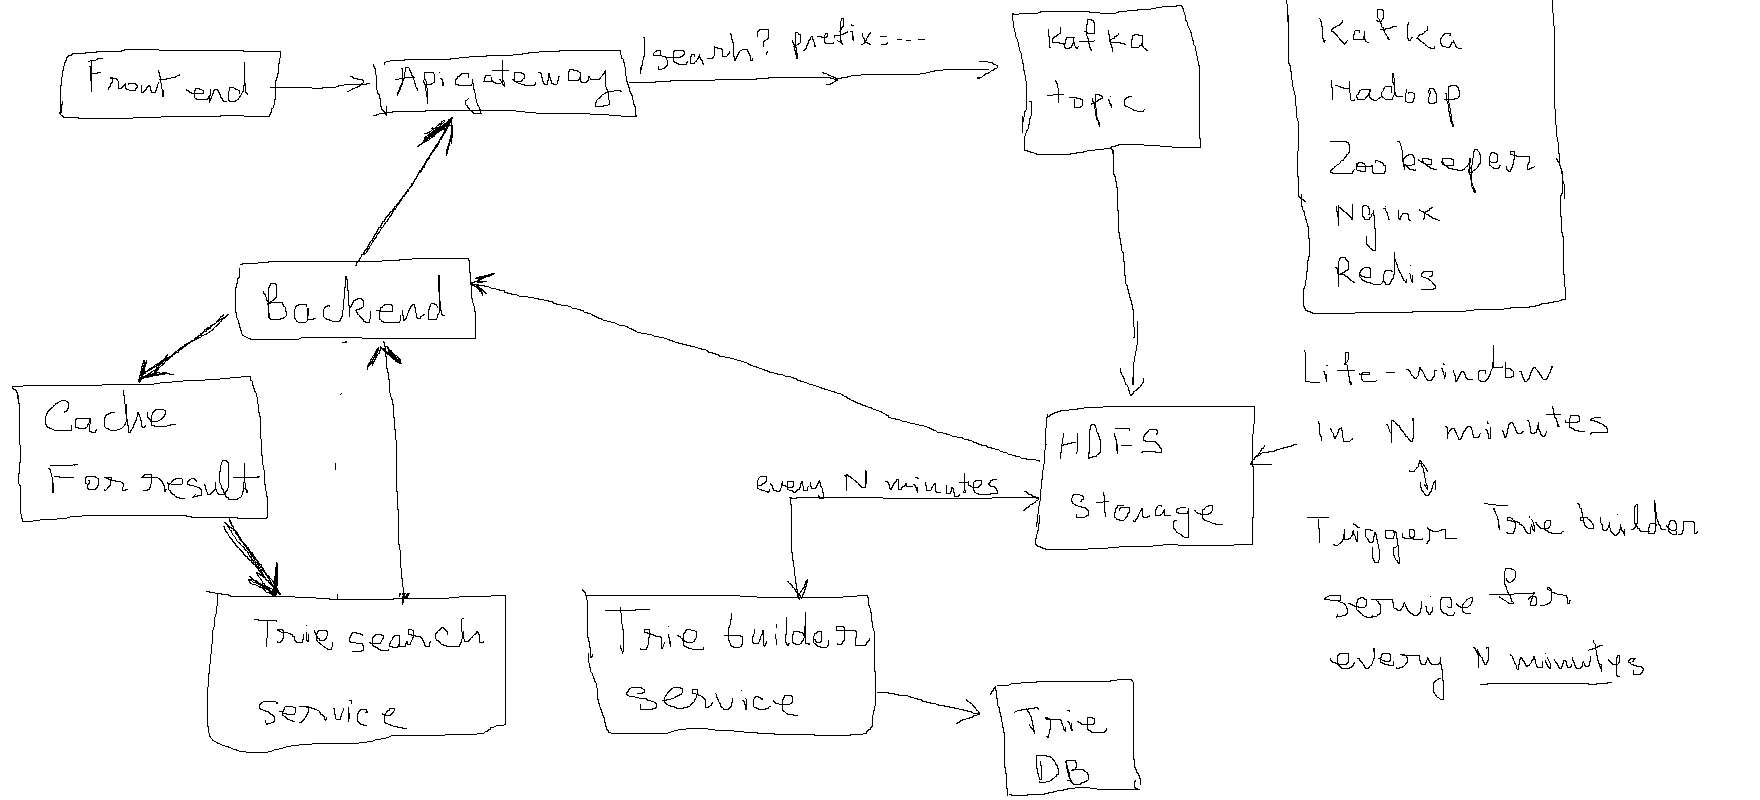 Front end
Api gateway
/search? prefix=---
Kafka
topic
Kafka
Hadoop
Zookeeper
Nginx
Redis
Backend
Cache
For result
HDFS
Storage
every N minutes
Life-window
in N minutes
Trigger Trie builder
service for
every N minutes
Trie search
service
Trie builder
service
Trie
DB